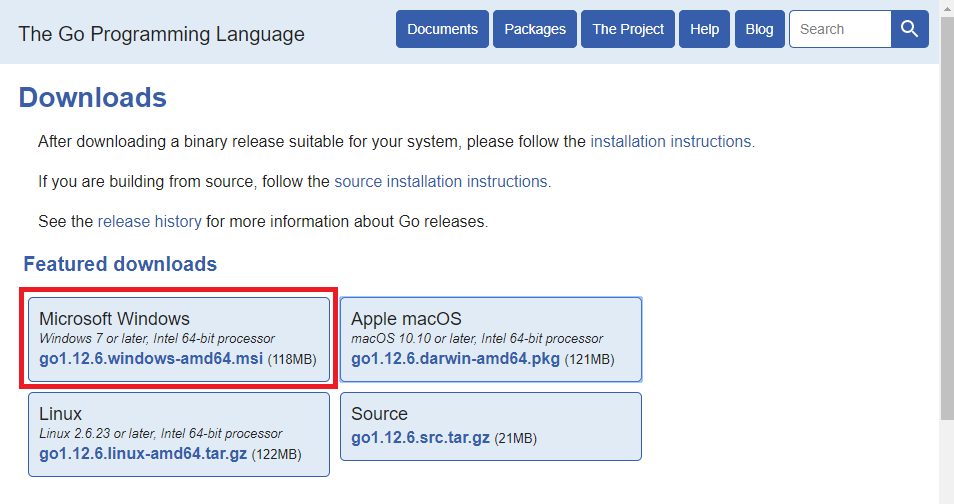 The Go Programming Language
Documents
Packages
The Project
Help
Blog
Search
Downloads
After downloading a binary release suitable for your system, please follow the installation instructions.
If you are building from source, follow the source installation instructions.
See the release history for more information about Go releases.
Featured downloads
Microsoft Windows
Windows 7 or later, Intel 64-bit processor
go1.12.6.windows-amd64.msi (118MB)
Apple macOS
macOS 10.10 or later, Intel 64-bit processor
go1.12.6.darwin-amd64.pkg (121MB)
Linux
Linux 2.6.23 or later, Intel 64-bit processor
go1.12.6.linux-amd64.tar.gz (122MB)
Source
go1.12.6.src.tar.gz (21MB)